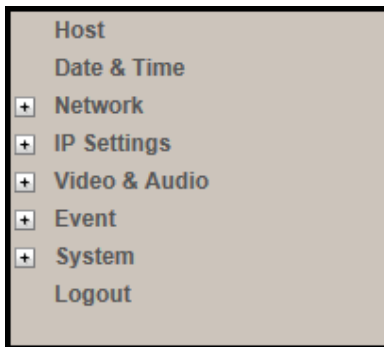 Host
Date & Time
Network
IP Settings
Video & Audio
Event
System
Logout